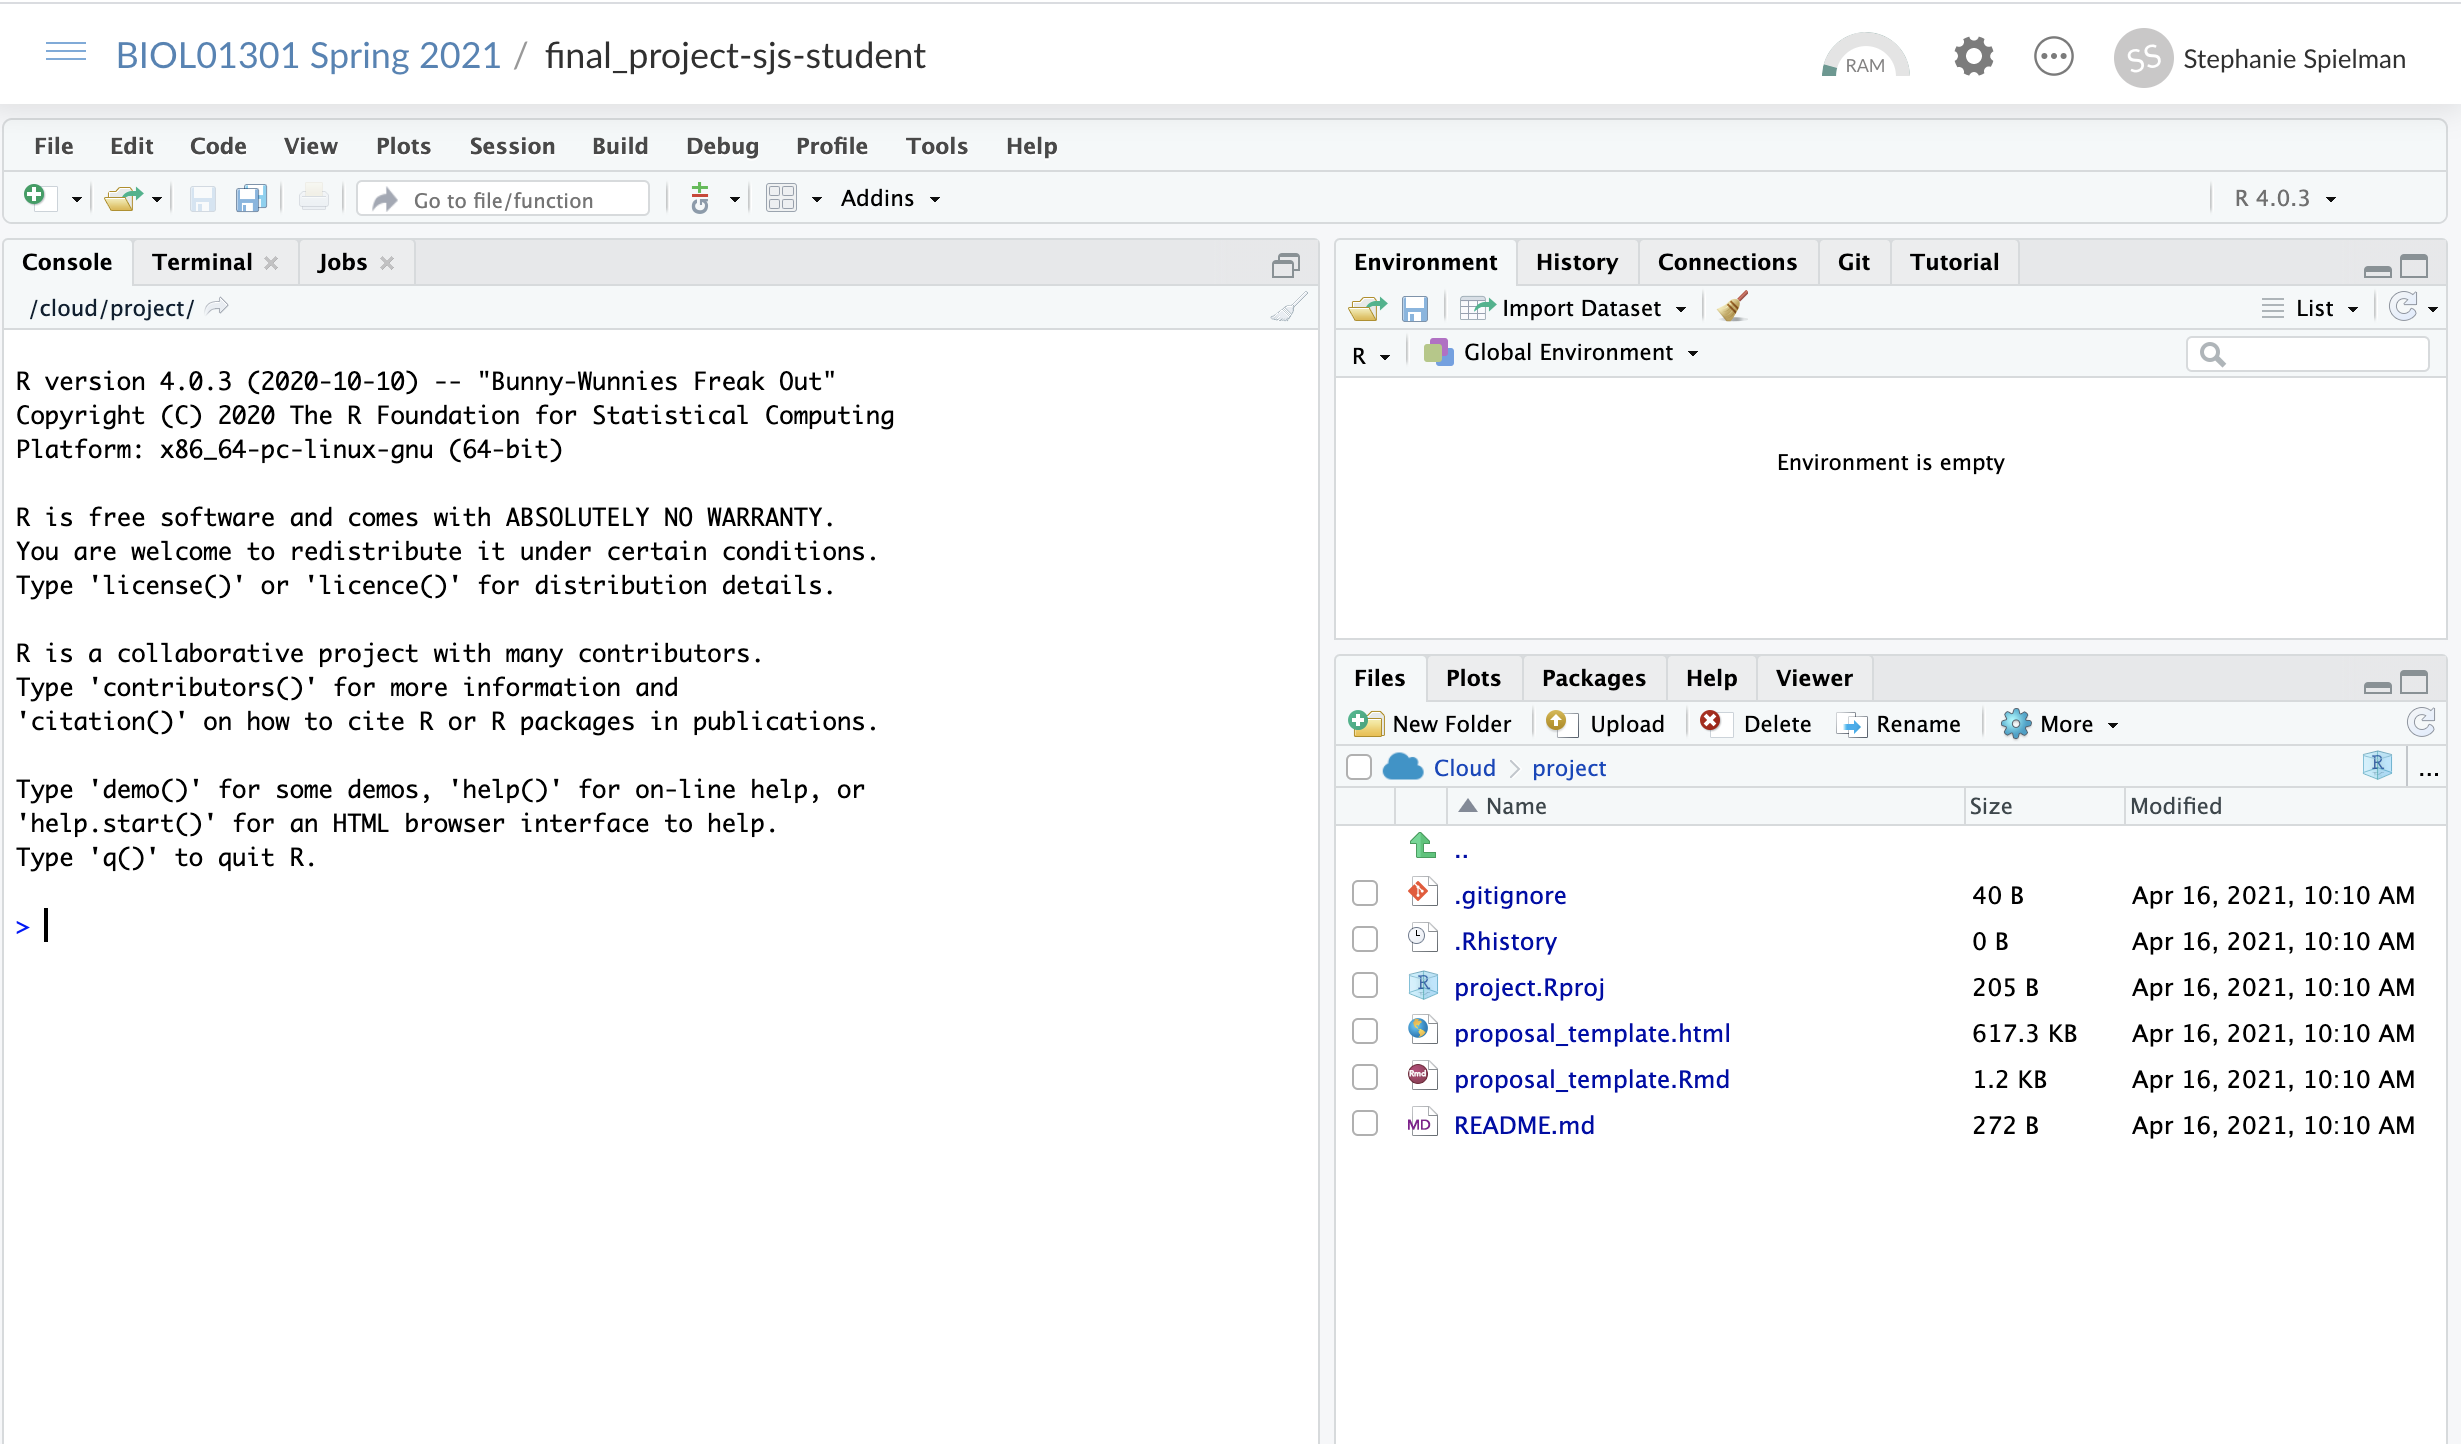 BIOL01301 Spring 2021 / final_project-sjs-student
RAM
SS Stephanie Spielman
File Edit Code View Plots Session Build Debug Profile Tools Help
Go to file/function
Addins
R 4.0.3
Console Terminal Jobs
/cloud/project/
R version 4.0.3 (2020-10-10) -- "Bunny-Wunnies Freak Out"
Copyright (C) 2020 The R Foundation for Statistical Computing
Platform: x86_64-pc-linux-gnu (64-bit)
R is free software and comes with ABSOLUTELY NO WARRANTY.
You are welcome to redistribute it under certain conditions.
Type 'license()' or 'licence()' for distribution details.
R is a collaborative project with many contributors.
Type 'contributors()' for more information and
'citation()' on how to cite R or R packages in publications.
Type 'demo()' for some demos, 'help()' for on-line help, or
'help.start()' for an HTML browser interface to help.
Type 'q()' to quit R.
>
Environment History Connections Git Tutorial
Import Dataset List
R Global Environment
Environment is empty
Files Plots Packages Help Viewer
New Folder Upload Delete Rename More
Cloud project R ...
Name Size Modified
..
.gitignore 40 B Apr 16, 2021, 10:10 AM
.Rhistory 0 B Apr 16, 2021, 10:10 AM
R project.Rproj 205 B Apr 16, 2021, 10:10 AM
proposal_template.html 617.3 KB Apr 16, 2021, 10:10 AM
Rmd proposal_template.Rmd 1.2 KB Apr 16, 2021, 10:10 AM
MD README.md 272 B Apr 16, 2021, 10:10 AM